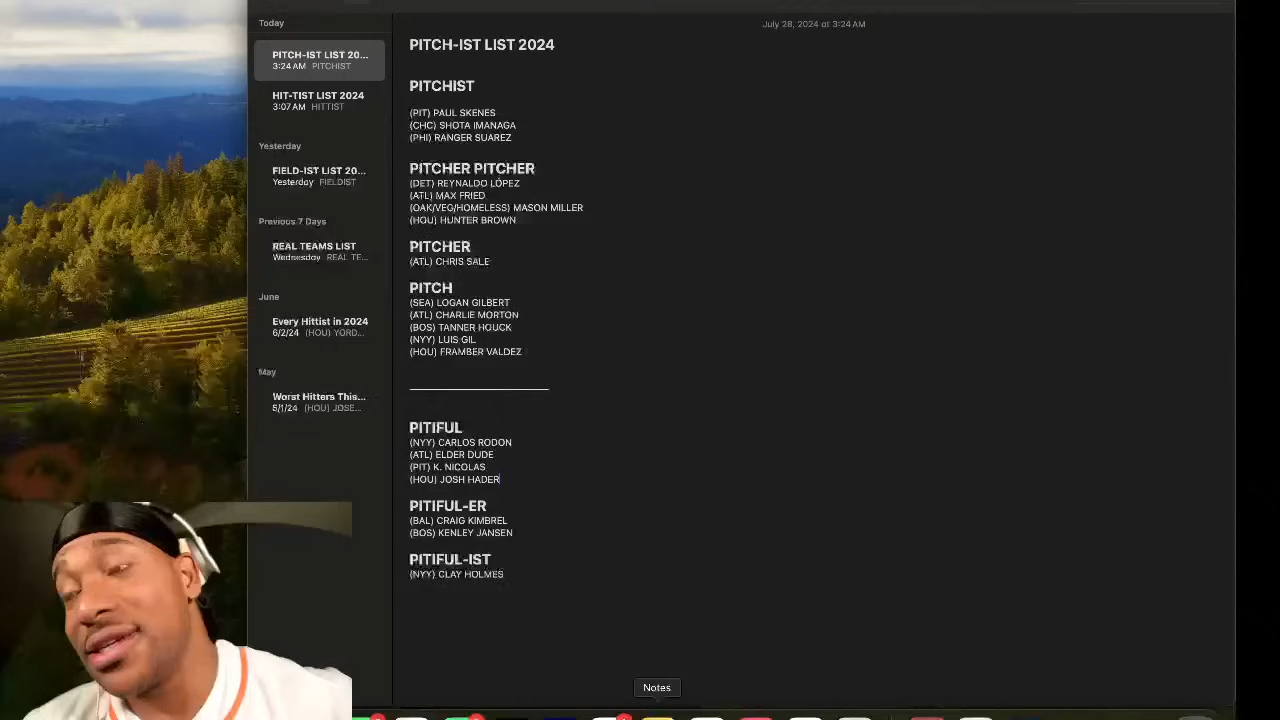 Today
PITCH-IST LIST 20...
3:24 AM PITCHIST
HIT-TIST LIST 2024
3:07 AM HITTIST
Yesterday
FIELD-IST LIST 20...
Yesterday FIELDIST
Previous 7 Days
REAL TEAMS LIST
Wednesday REAL TE...
June
Every Hittist in 2024
6/2/24 (HOU) YORD...
May
Worst Hitters This...
5/1/24 (HOU) JOSE...
July 28, 2024 at 3:24 AM
PITCH-IST LIST 2024
PITCHIST
(PIT) PAUL SKENES
(CHC) SHOTA IMANAGA
(PHI) RANGER SUAREZ
PITCHER PITCHER
(DET) REYNALDO LÓPEZ
(ATL) MAX FRIED
(OAK/VEG/HOMELESS) MASON MILLER
(HOU) HUNTER BROWN
PITCHER
(ATL) CHRIS SALE
PITCH
(SEA) LOGAN GILBERT
(ATL) CHARLIE MORTON
(BOS) TANNER HOUCK
(NYY) LUIS GIL
(HOU) FRAMBER VALDEZ
PITIFUL
(NYY) CARLOS RODON
(ATL) ELDER DUDE
(PIT) K. NICOLAS
(HOU) JOSH HADER
PITIFUL-ER
(BAL) CRAIG KIMBREL
(BOS) KENLEY JANSEN
PITIFUL-IST
(NYY) CLAY HOLMES
Notes